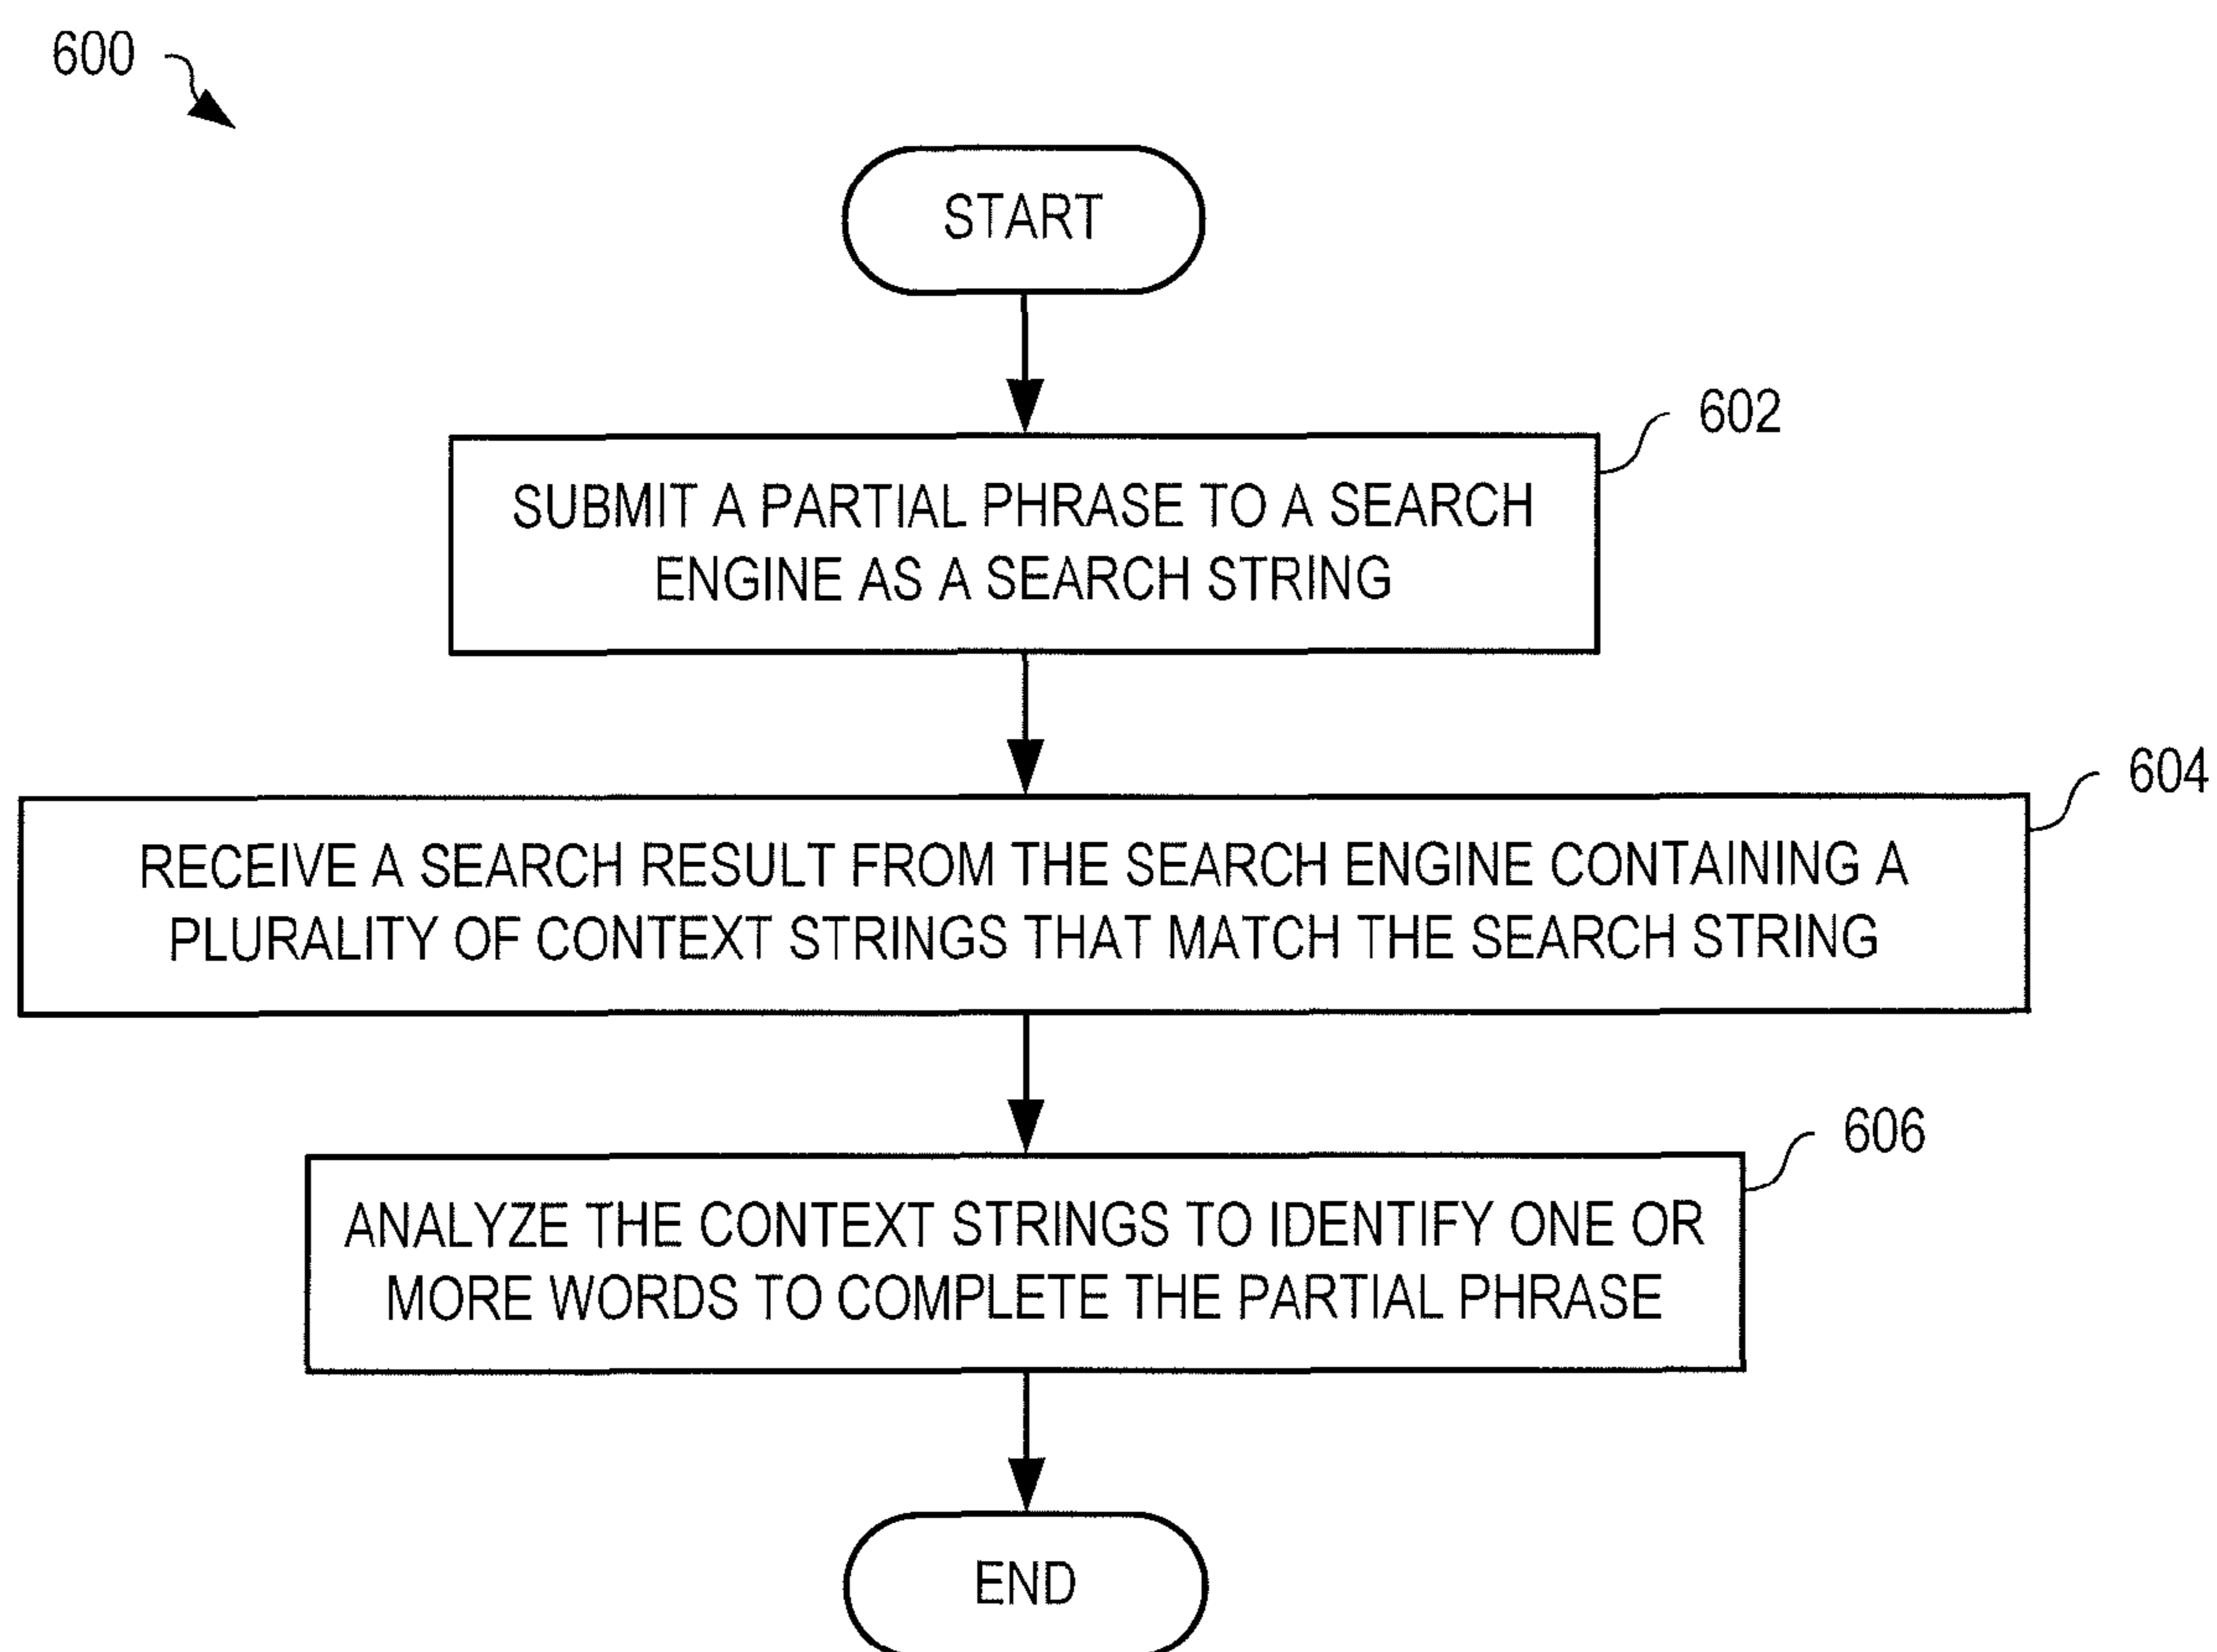 600
START
602
SUBMIT A PARTIAL PHRASE TO A SEARCH
ENGINE AS A SEARCH STRING
604
RECEIVE A SEARCH RESULT FROM THE SEARCH ENGINE CONTAINING A
PLURALITY OF CONTEXT STRINGS THAT MATCH THE SEARCH STRING
606
ANALYZE THE CONTEXT STRINGS TO IDENTIFY ONE OR
MORE WORDS TO COMPLETE THE PARTIAL PHRASE
END